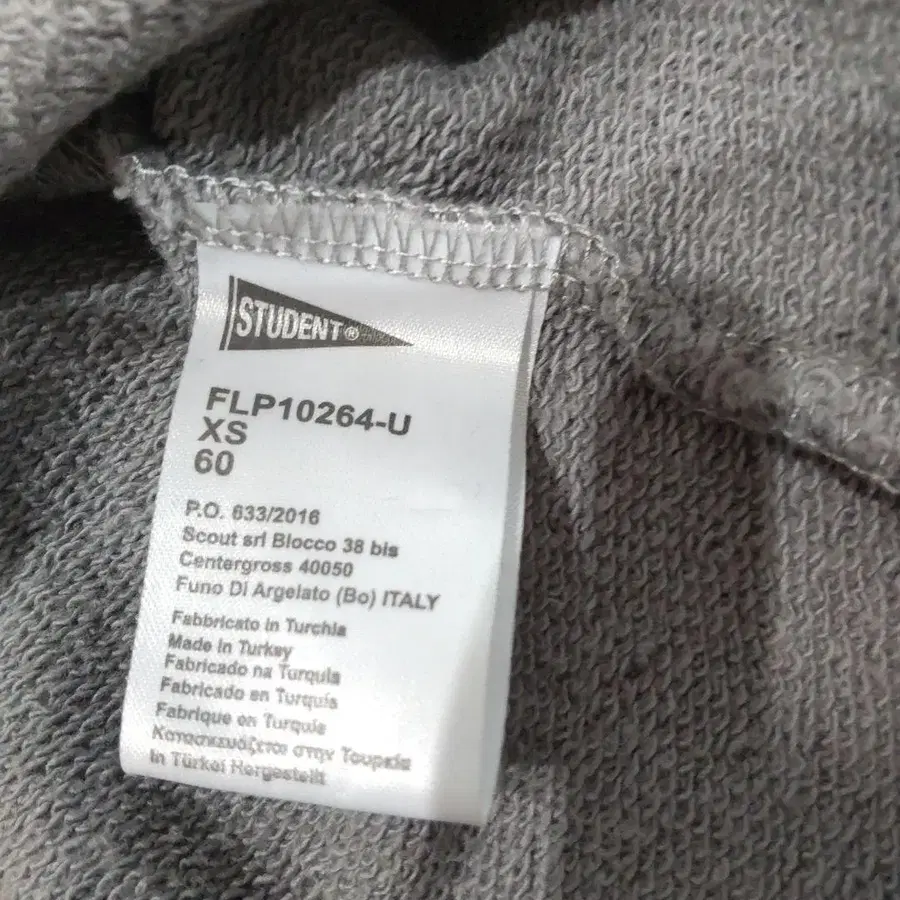 STUDENT®
FLP10264-U
XS
60
P.O. 633/2016
Scout srl Blocco 38 bis
Centergross 40050
Funo Di Argelato (Bo) ITALY
Fabbricato in Turchia
Made in Turkey
Fabricado na Turquia
Fabricado en Turquía
Fabrique en Turquie
Κατασκευάζεται στην Τουρκία
In Türkei Hergestellt